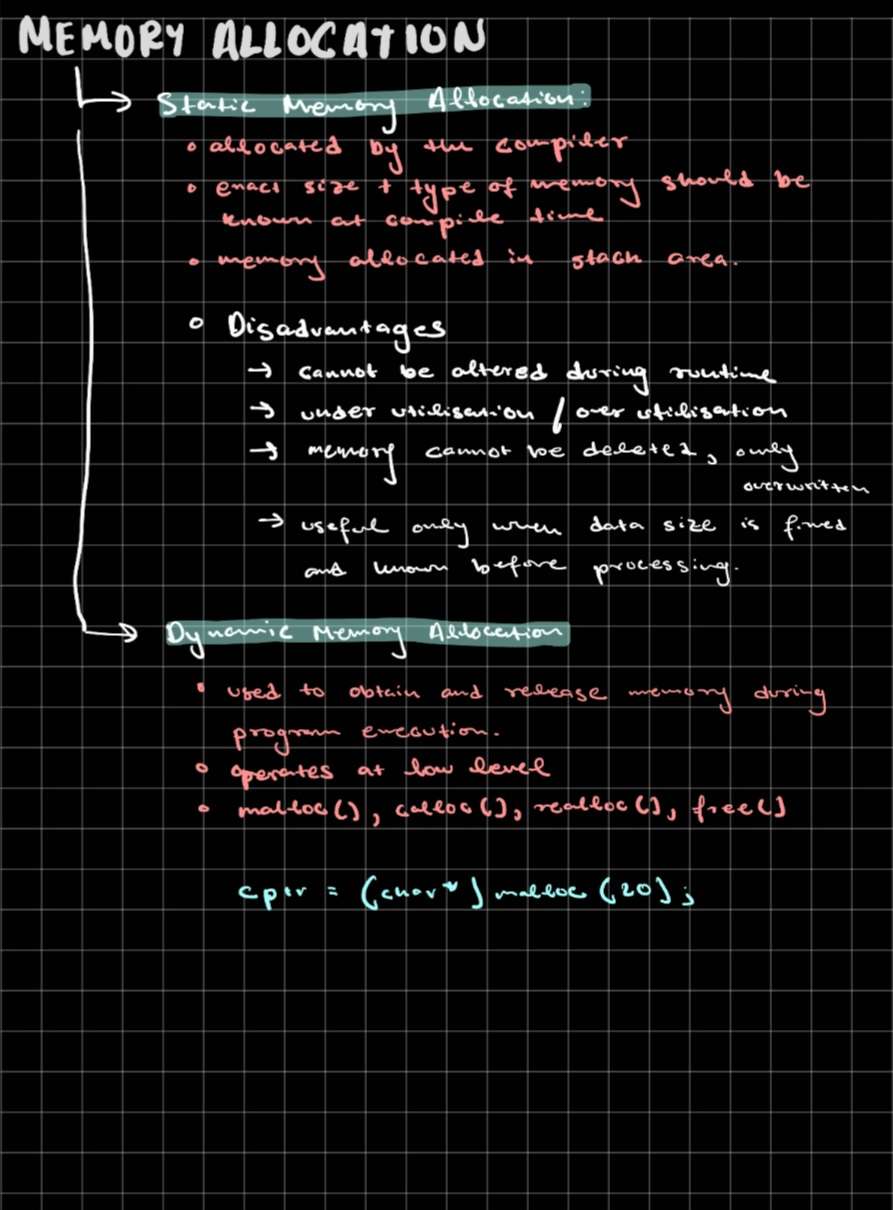 MEMORY ALLOCATION
Static Memory Allocation:
• allocated by the compiler
• exact size + type of memory should be
known at compile time
• memory allocated in stack area.
• Disadvantages
→ cannot be altered during runtime
→ under utilisation / over utilisation
→ memory cannot be deleted, only
overwritten
→ useful only when data size is fixed
and known before processing.
Dynamic Memory Allocation
• used to obtain and release memory during
program execution.
• operates at low level
• malloc(), calloc(), realloc(), free()
cptr = (char*) malloc (20);